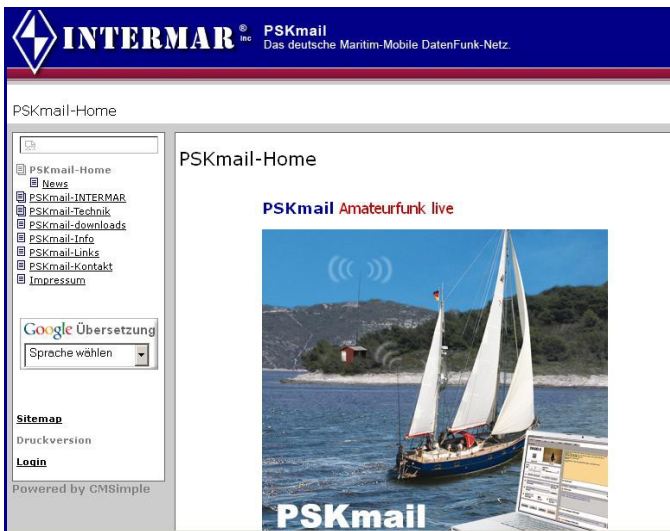 INTERMAR® Inc
PSKmail
Das deutsche Maritim-Mobile DatenFunk-Netz.
PSKmail-Home
PSKmail-Home
News
PSKmail-INTERMAR
PSKmail-Technik
PSKmail-downloads
PSKmail-Info
PSKmail-Links
PSKmail-Kontakt
Impressum
Google Übersetzung
Sprache wählen
Sitemap
Druckversion
Login
Powered by CMSimple
PSKmail-Home
PSKmail Amateurfunk live
PSKmail